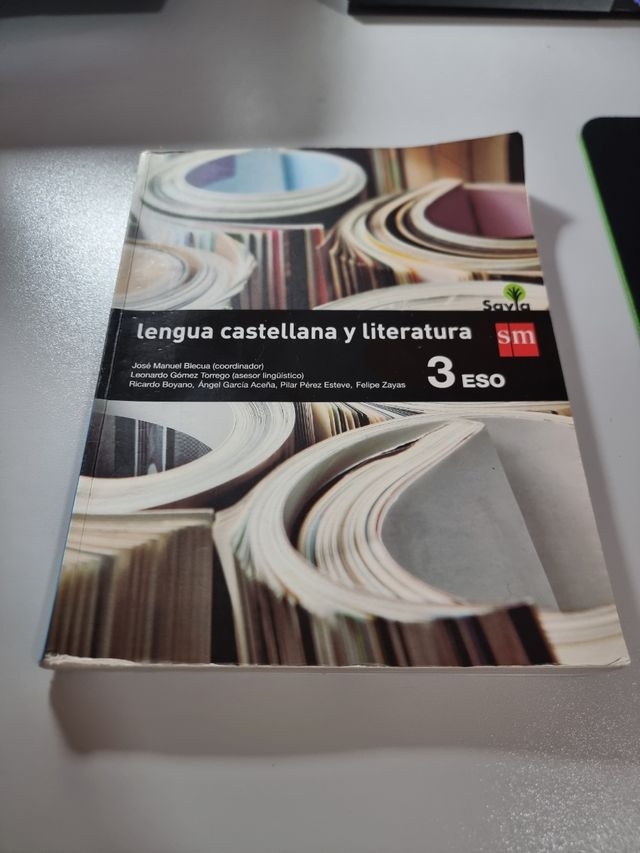 Savia
lengua castellana y literatura
sm
José Manuel Blecua (coordinador)
Leonardo Gómez Torrego (asesor lingüístico)
Ricardo Boyano, Ángel García Aceña, Pilar Pérez Esteve, Felipe Zayas
3 ESO